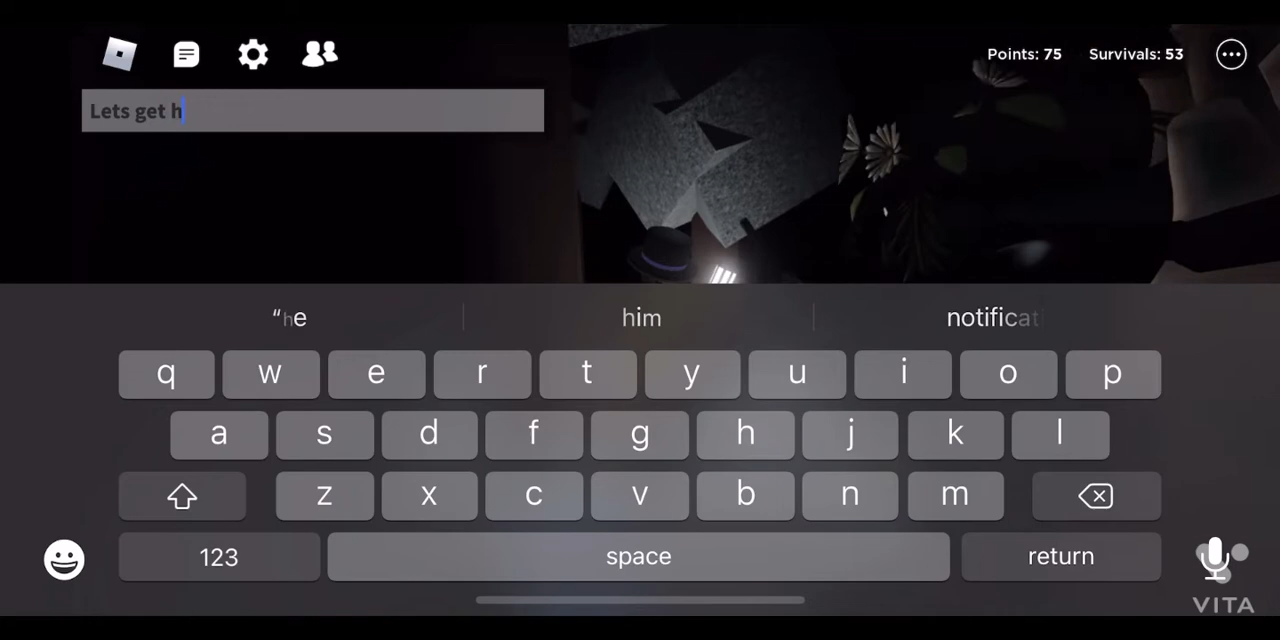 Points: 75 Survivals: 53
Lets get h
“he him notificat
q w e r t y u i o p
a s d f g h j k l
z x c v b n m
123 space return
VITA